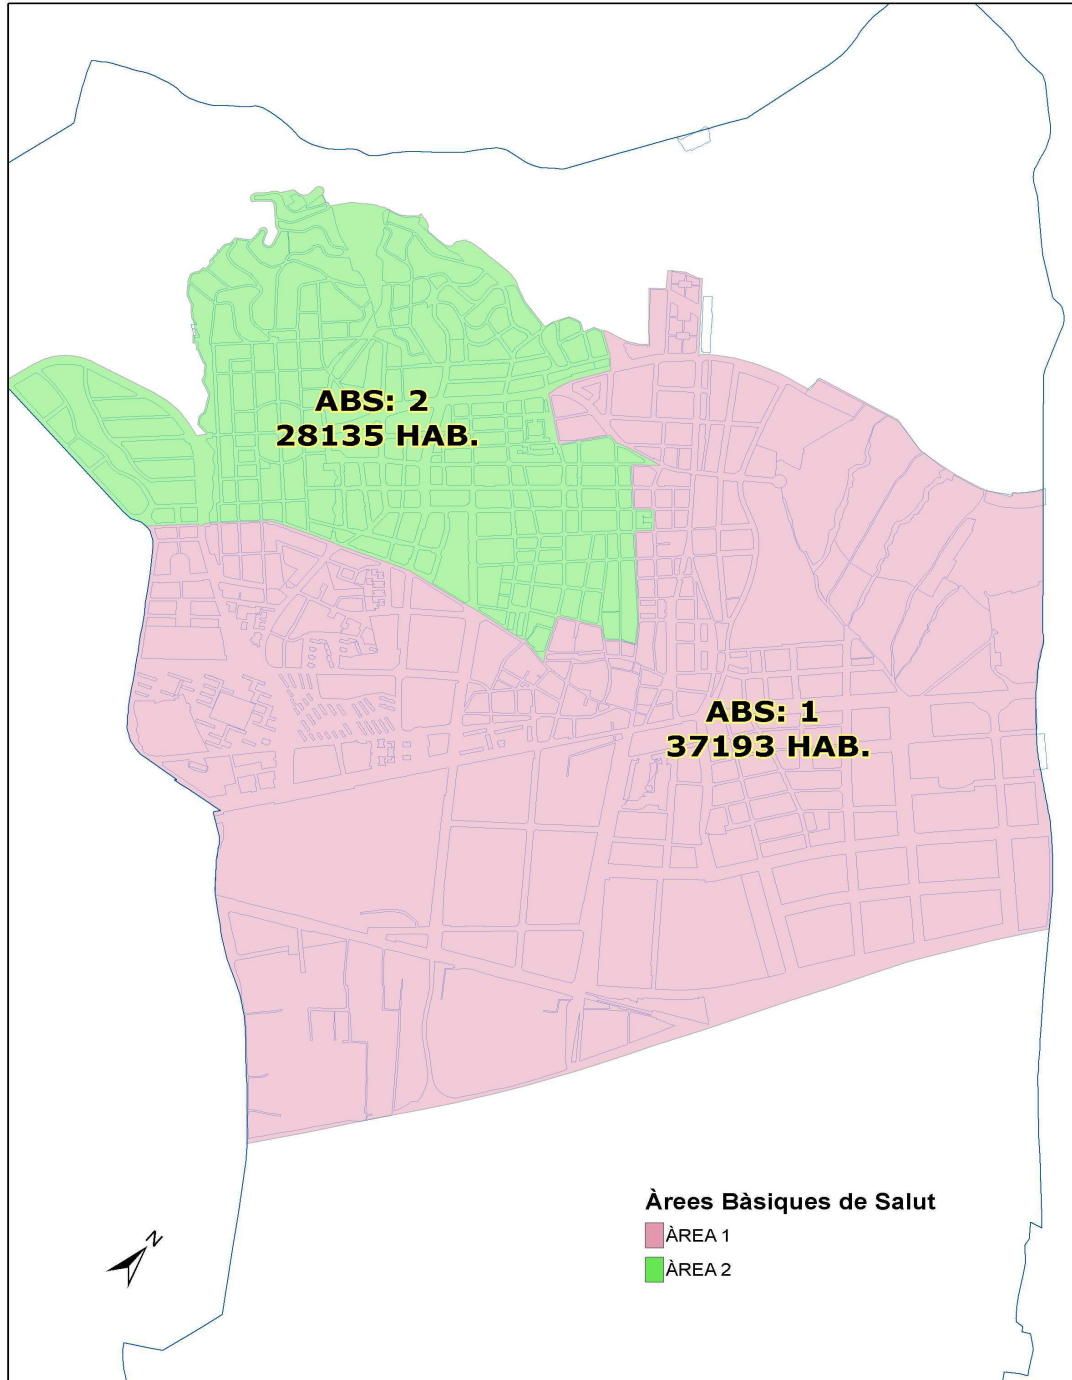 ABS: 2
28135 HAB.
ABS: 1
37193 HAB.
Àrees Bàsiques de Salut
ÀREA 1
ÀREA 2
N